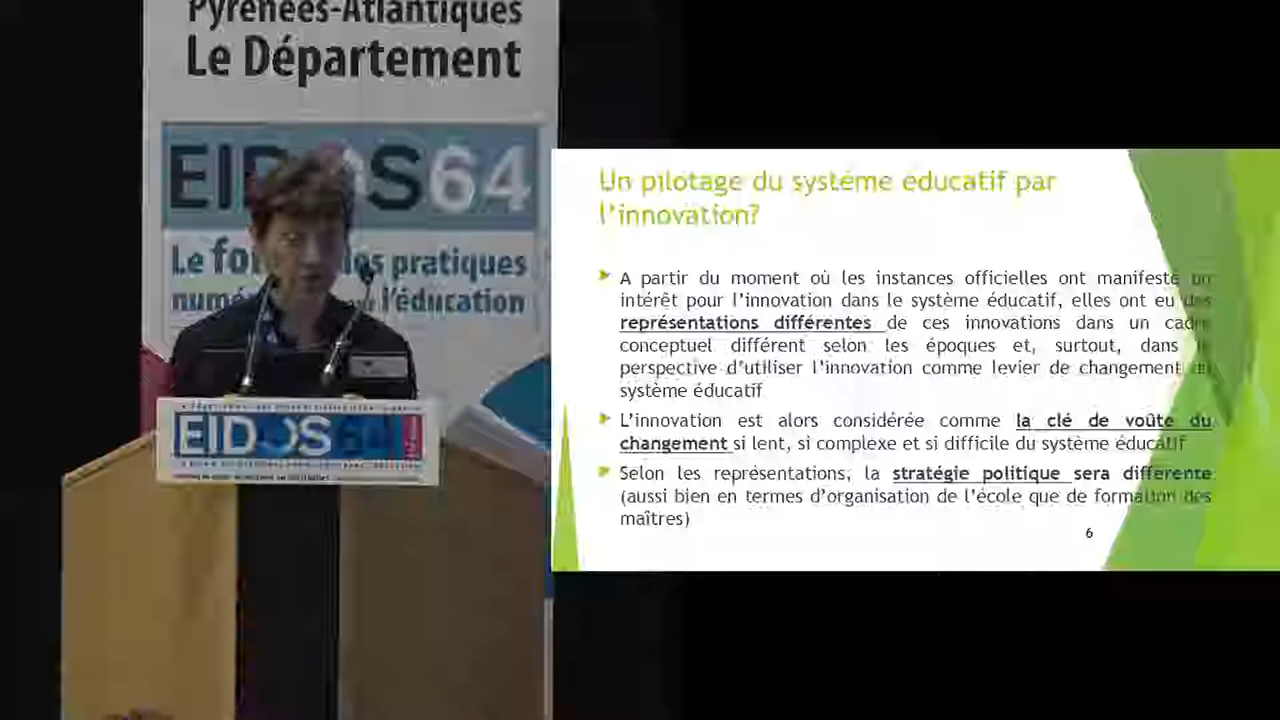 Pyrénées-Atlantiques
Le Département
EIDOS64
Le des pratiques
l'éducation
EIDOS 64
Un pilotage du système éducatif par
l'innovation?
A partir du moment où les instances officielles ont manifesté un
intérêt pour l'innovation dans le système éducatif, elles ont eu des
représentations différentes de ces innovations dans un cadre
conceptuel différent selon les époques et, surtout, dans la
perspective d'utiliser l'innovation comme levier de changement du
système éducatif
L'innovation est alors considérée comme la clé de voûte du
changement si lent, si complexe et si difficile du système éducatif
Selon les représentations, la stratégie politique sera différente
(aussi bien en termes d'organisation de l'école que de formation des
maîtres)
6